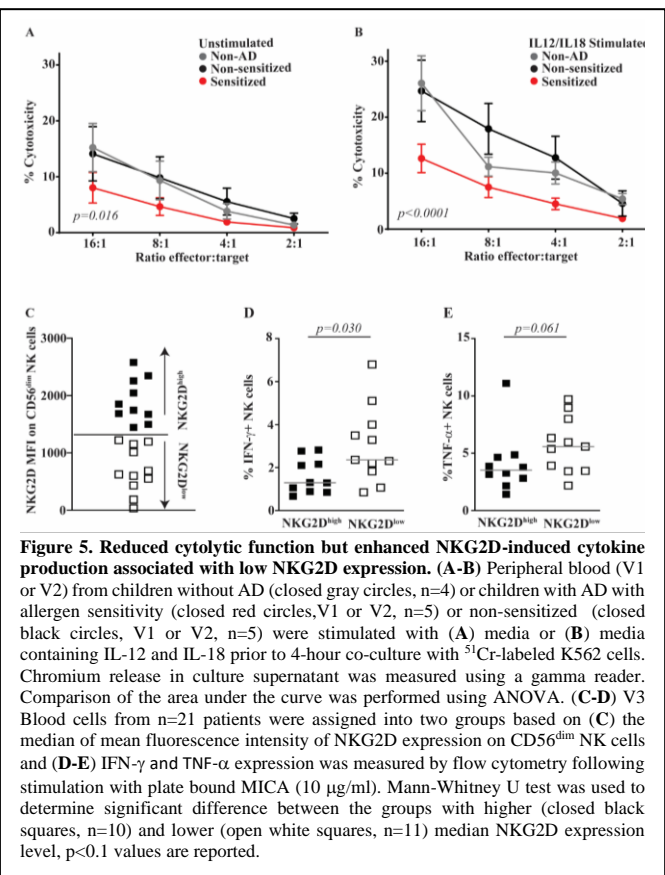 A
Unstimulated
Non-AD
Non-sensitized
Sensitized
% Cytotoxicity
30
20
10
0
p=0.016
16:1 8:1 4:1 2:1
Ratio effector:target
B
IL12/IL18 Stimulated
Non-AD
Non-sensitized
Sensitized
% Cytotoxicity
30
20
10
0
p<0.0001
16:1 8:1 4:1 2:1
Ratio effector:target
C
NKG2D MFI on CD56dim NK cells
3000
2000
1000
0
NKG2Dhigh
NKG2Dlow
D
p=0.030
% IFN-γ+ NK cells
8
6
4
2
0
NKG2Dhigh NKG2Dlow
E
p=0.061
%TNF-α+ NK cells
15
10
5
0
NKG2Dhigh NKG2Dlow
Figure 5. Reduced cytolytic function but enhanced NKG2D-induced cytokine
production associated with low NKG2D expression. (A-B) Peripheral blood (V1
or V2) from children without AD (closed gray circles, n=4) or children with AD with
allergen sensitivity (closed red circles,V1 or V2, n=5) or non-sensitized (closed
black circles, V1 or V2, n=5) were stimulated with (A) media or (B) media
containing IL-12 and IL-18 prior to 4-hour co-culture with 51Cr-labeled K562 cells.
Chromium release in culture supernatant was measured using a gamma reader.
Comparison of the area under the curve was performed using ANOVA. (C-D) V3
Blood cells from n=21 patients were assigned into two groups based on (C) the
median of mean fluorescence intensity of NKG2D expression on CD56dim NK cells
and (D-E) IFN-γ and TNF-α expression was measured by flow cytometry following
stimulation with plate bound MICA (10 μg/ml). Mann-Whitney U test was used to
determine significant difference between the groups with higher (closed black
squares, n=10) and lower (open white squares, n=11) median NKG2D expression
level, p<0.1 values are reported.